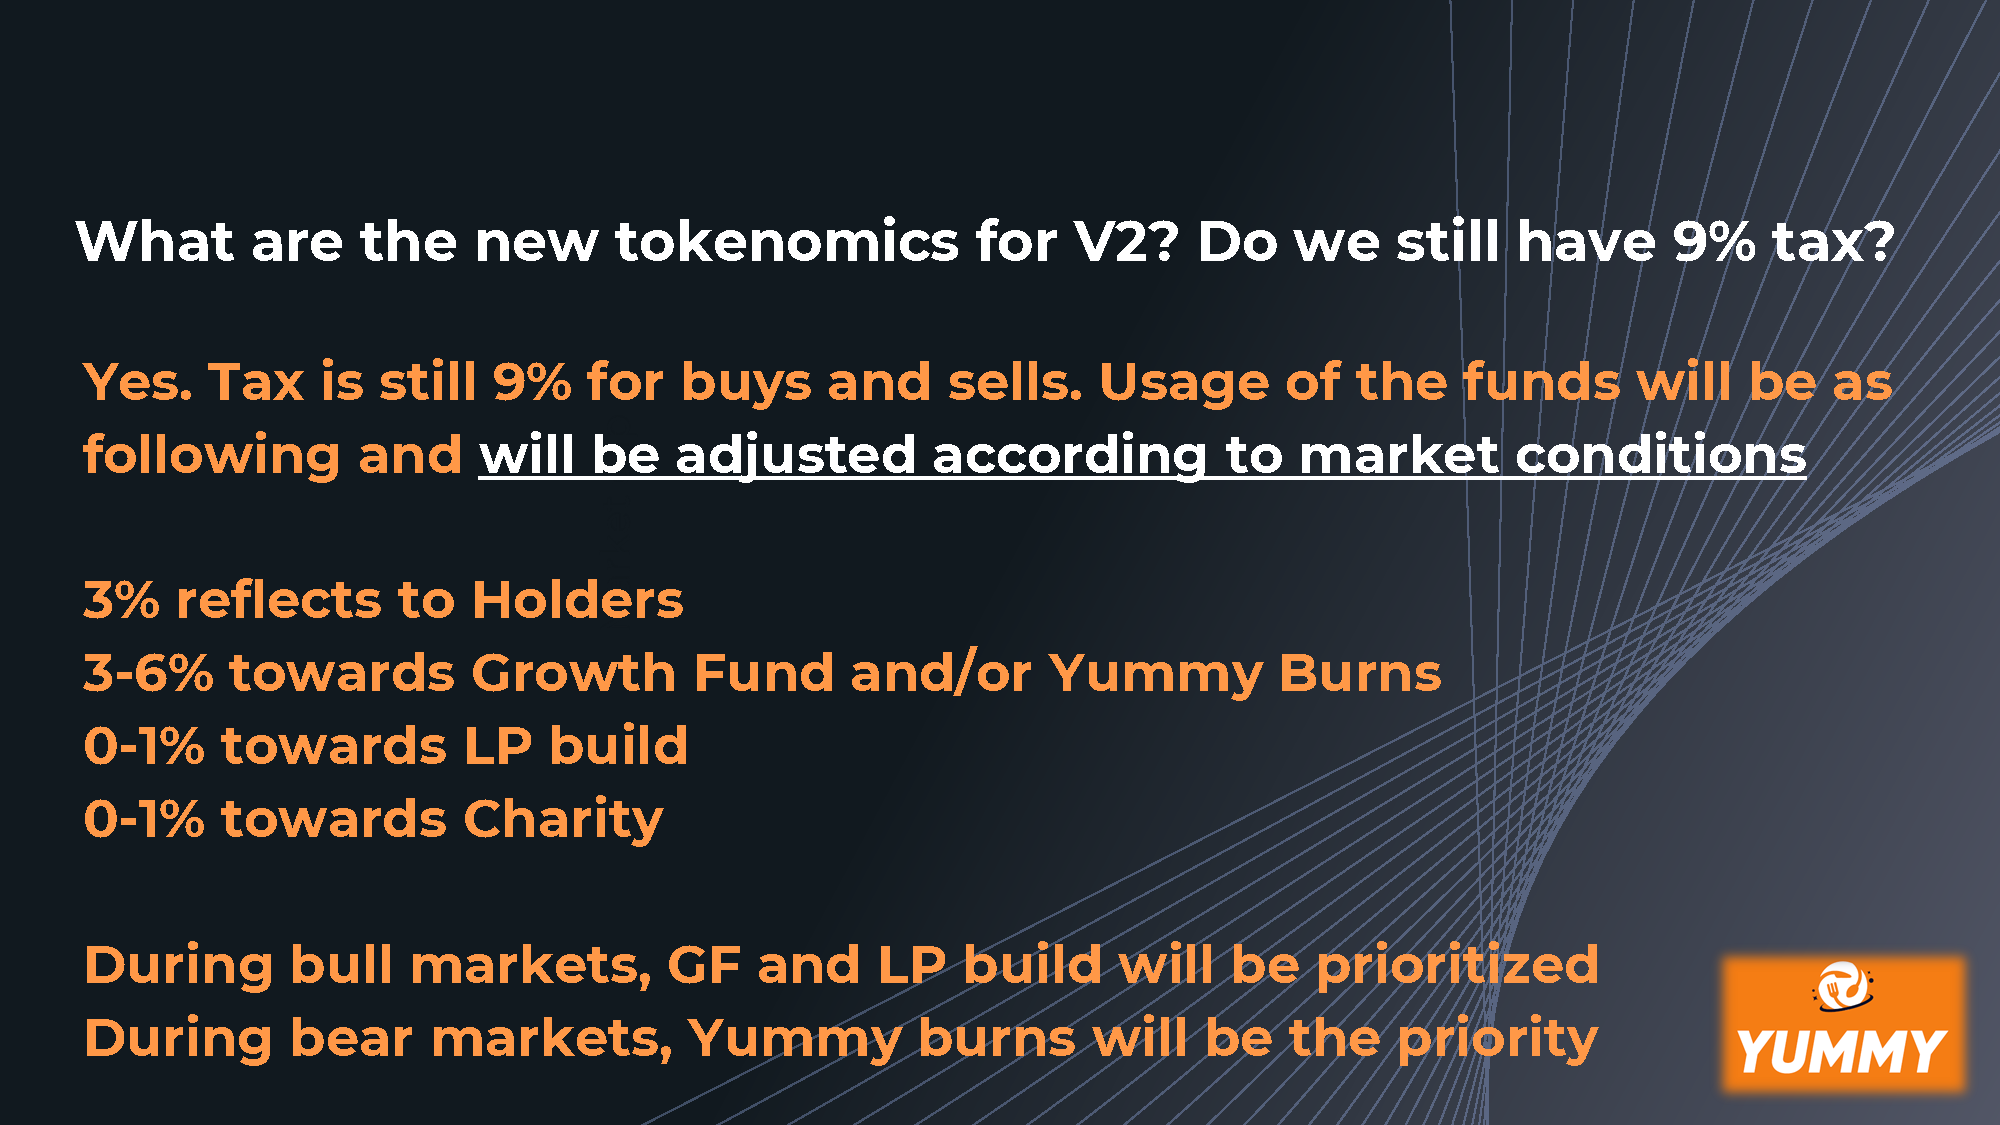 What are the new tokenomics for V2? Do we still have 9% tax?
Yes. Tax is still 9% for buys and sells. Usage of the funds will be as
following and will be adjusted according to market conditions
3% reflects to Holders
3-6% towards Growth Fund and/or Yummy Burns
0-1% towards LP build
0-1% towards Charity
During bull markets, GF and LP build will be prioritized
During bear markets, Yummy burns will be the priority
YUMMY